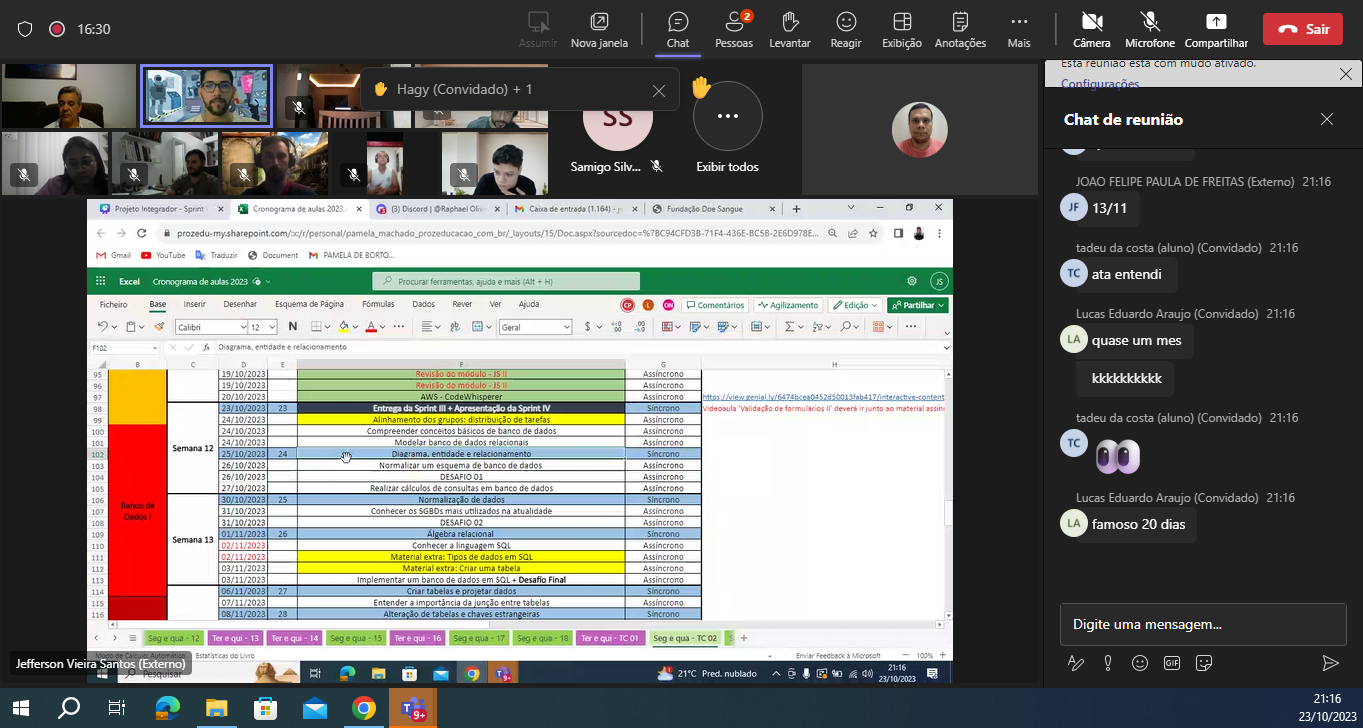 16:30
Assumir
Nova janela
Chat
Pessoas
2
Levantar
Reagir
Exibição
Anotações
Mais
Câmera
Microfone
Compartilhar
Sair
Hagy (Convidado) + 1
SS
Samigo Silv...
Exibir todos
Esta reunião está com mudo ativado.
Configurações
Chat de reunião
JOAO FELIPE PAULA DE FREITAS (Externo) 21:16
JF
13/11
tadeu da costa (aluno) (Convidado) 21:16
TC
ata entendi
Lucas Eduardo Araujo (Convidado) 21:16
LA
quase um mes
kkkkkkkkkk
tadeu da costa (aluno) (Convidado) 21:16
TC
Lucas Eduardo Araujo (Convidado) 21:16
LA
famoso 20 dias
Digite uma mensagem...
Projeto Integrador - Sprint
Cronograma de aulas 2023.
(3) Discord | @Raphael Oli
Caixa de entrada (1.164) -
Fundação Doe Sangue
prozedu-my.sharepoint.com/:x:/r/personal/pamela_machado_prozeducacao_com_br/_layouts/15/Doc.aspx?sourcedoc=%7BC94CFD3B-71F4-436E-BC5B-2E6D978E...
Gmail
YouTube
Traduzir
Document
PAMELA DE BORTO...
Excel
Cronograma de aulas 2023
Procurar ferramentas, ajuda e mais (Alt + H)
JS
Ficheiro
Base
Inserir
Desenhar
Esquema de Página
Fórmulas
Dados
Rever
Ver
Ajuda
CP
L
ON
Comentários
Agilizamento
Edição
Partilhar
Calibri
12
N
Geral
F102
fx
Diagrama, entidade e relacionamento
B C D E F G H
95 19/10/2023 Revisão do módulo - JS II Assíncrono
96 19/10/2023 Revisão do módulo - JS II Assíncrono
97 20/10/2023 AWS - CodeWhisperer Assíncrono https://view.genial.ly/6474bcea0452d50013fab417/interactive-content
98 23/10/2023 23 Entrega da Sprint III + Apresentação da Sprint IV Síncrono Videoaula 'Validação de formulários II' deverá ir junto ao material assín
99 24/10/2023 Alinhamento dos grupos: distribuição de tarefas Assíncrono
100 24/10/2023 Compreender conceitos básicos de banco de dados Assíncrono
101 24/10/2023 Modelar banco de dados relacionais Assíncrono
Semana 12
102 25/10/2023 24 Diagrama, entidade e relacionamento Síncrono
103 26/10/2023 Normalizar um esquema de banco de dados Assíncrono
104 26/10/2023 DESAFIO 01 Assíncrono
105 27/10/2023 Realizar cálculos de consultas em banco de dados Assíncrono
106 30/10/2023 25 Normalização de dados Síncrono
Banco de
Dados I
107 31/10/2023 Conhecer os SGBDs mais utilizados na atualidade Assíncrono
108 31/10/2023 DESAFIO 02 Assíncrono
109 01/11/2023 26 Álgebra relacional Síncrono
Semana 13
110 02/11/2023 Conhecer a linguagem SQL Assíncrono
111 02/11/2023 Material extra: Tipos de dados em SQL Assíncrono
112 03/11/2023 Material extra: Criar uma tabela Assíncrono
113 03/11/2023 Implementar um banco de dados em SQL + Desafio Final Assíncrono
114 06/11/2023 27 Criar tabelas e projetar dados Síncrono
115 07/11/2023 Entender a importância da junção entre tabelas Assíncrono
116 08/11/2023 28 Alteração de tabelas e chaves estrangeiras Síncrono
Seg e qua - 12
Ter e qui - 13
Ter e qui - 14
Seg e qua - 15
Ter e qui - 16
Seg e qua - 17
Seg e qua - 18
Ter e qui - TC 01
Seg e qua - TC 02
Modo de Cálculo: Automático
Estatísticas do Livro
Enviar Feedback à Microsoft
100%
Jefferson Vieira Santos (Externo)
Pesquisar
9+
21°C Pred. nublado
21:16
23/10/2023
9+
21:16
23/10/2023